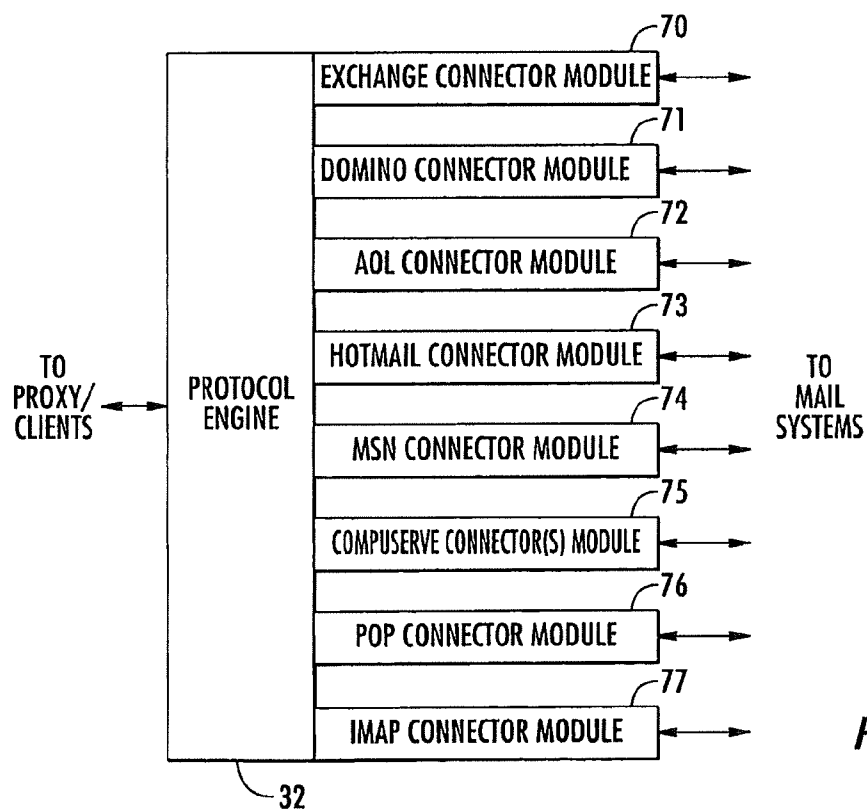 70
EXCHANGE CONNECTOR MODULE
71
DOMINO CONNECTOR MODULE
72
AOL CONNECTOR MODULE
73
HOTMAIL CONNECTOR MODULE
74
MSN CONNECTOR MODULE
75
COMPUSERVE CONNECTOR(S) MODULE
76
POP CONNECTOR MODULE
77
IMAP CONNECTOR MODULE
TO
PROXY/
CLIENTS
PROTOCOL
ENGINE
TO
MAIL
SYSTEMS
32